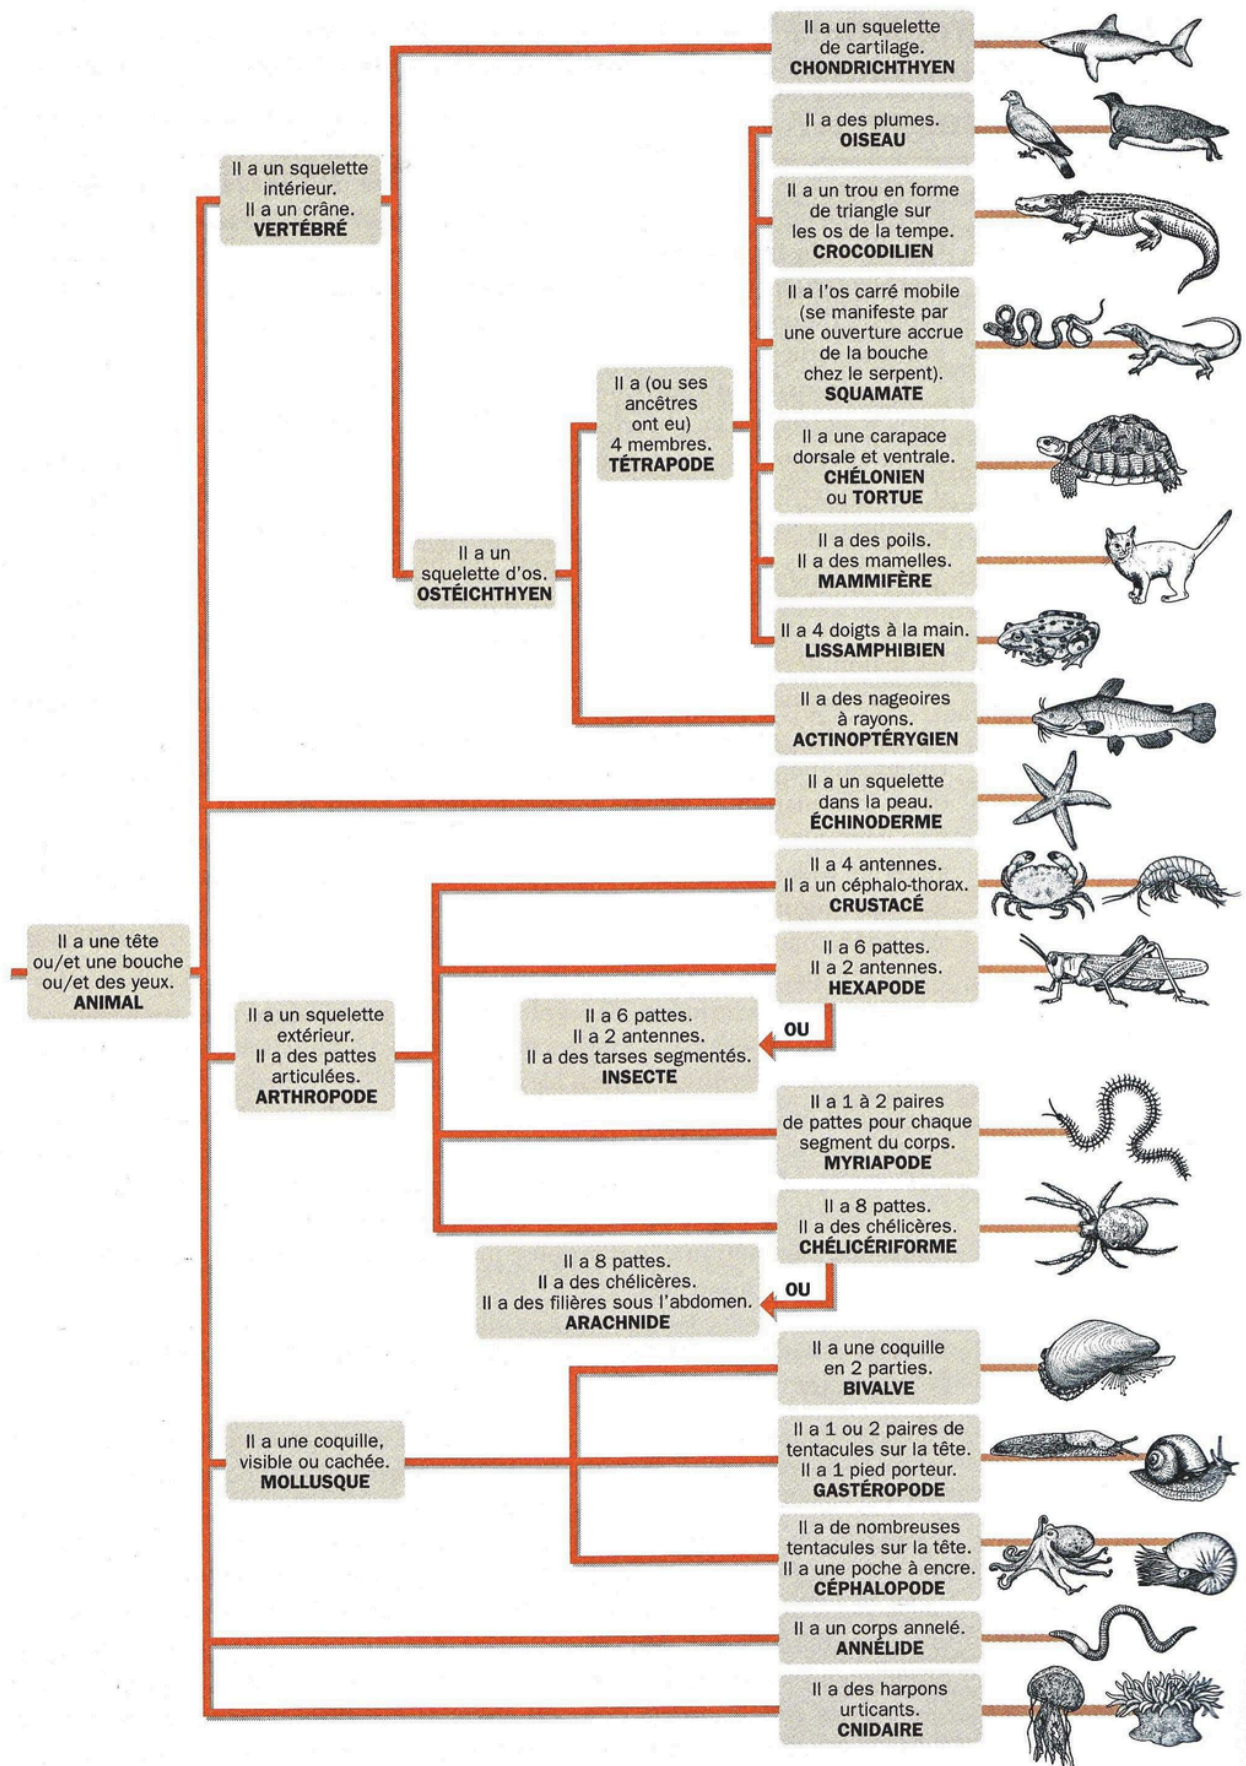 Il a un squelette
de cartilage.
CHONDRICHTHYEN
Il a des plumes.
OISEAU
Il a un squelette
intérieur.
Il a un crâne.
VERTÉBRÉ
Il a un trou en forme
de triangle sur
les os de la tempe.
CROCODILIEN
Il a l'os carré mobile
(se manifeste par
une ouverture accrue
de la bouche
chez le serpent).
SQUAMATE
Il a (ou ses
ancêtres
ont eu)
4 membres.
TÉTRAPODE
Il a une carapace
dorsale et ventrale.
CHÉLONIEN
ou TORTUE
Il a un
squelette d'os.
OSTÉICHTHYEN
Il a des poils.
Il a des mamelles.
MAMMIFÈRE
Il a 4 doigts à la main.
LISSAMPHIBIEN
Il a des nageoires
à rayons.
ACTINOPTÉRYGIEN
Il a un squelette
dans la peau.
ÉCHINODERME
Il a 4 antennes.
Il a un céphalo-thorax.
CRUSTACÉ
Il a une tête
ou/et une bouche
ou/et des yeux.
ANIMAL
Il a 6 pattes.
Il a 2 antennes.
HEXAPODE
Il a un squelette
extérieur.
Il a des pattes
articulées.
ARTHROPODE
OU
Il a 6 pattes.
Il a 2 antennes.
Il a des tarses segmentés.
INSECTE
Il a 1 à 2 paires
de pattes pour chaque
segment du corps.
MYRIAPODE
Il a 8 pattes.
Il a des chélicères.
CHÉLICÉRIFORME
OU
Il a 8 pattes.
Il a des chélicères.
Il a des filières sous l'abdomen.
ARACHNIDE
Il a une coquille
en 2 parties.
BIVALVE
Il a une coquille,
visible ou cachée.
MOLLUSQUE
Il a 1 ou 2 paires de
tentacules sur la tête.
Il a 1 pied porteur.
GASTÉROPODE
Il a de nombreuses
tentacules sur la tête.
Il a une poche à encre.
CÉPHALOPODE
Il a un corps annelé.
ANNÉLIDE
Il a des harpons
urticants.
CNIDAIRE